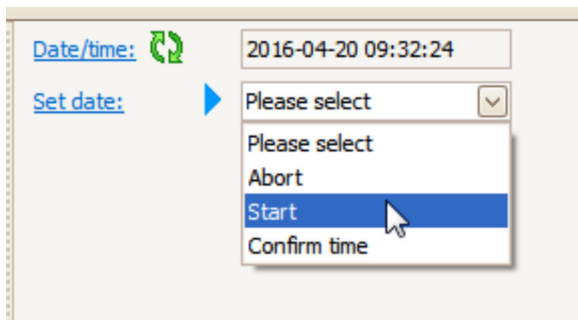 Date/time: 2016-04-20 09:32:24
Set date: Please select
Please select
Abort
Start
Confirm time